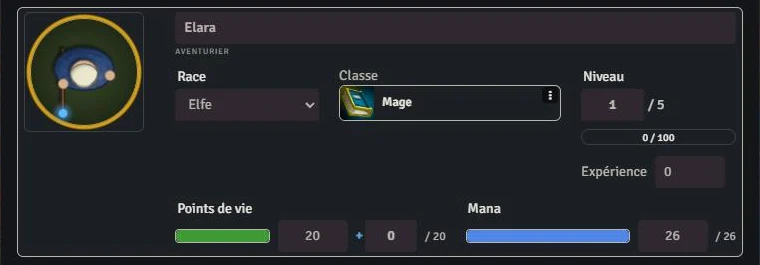 Elara
AVENTURIER
Race Classe Niveau
Elfe Mage 1 / 5
0 / 100
Expérience 0
Points de vie Mana
20 + 0 / 20 26 / 26